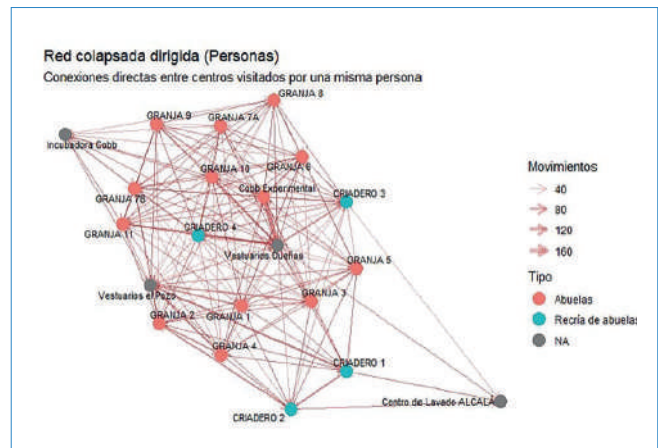 Red colapsada dirigida (Personas)
Conexiones directas entre centros visitados por una misma persona
GRANJA 8
GRANJA 9
GRANJA 7A
Incubadora Cobb
GRANJA 10
GRANJA 6
Cobb Experimental
CRIADERO 3
GRANJA 7B
GRANJA 11
CRIADERO 4
Vestuarios Dueñas
GRANJA 5
Vestuarios el Pozo
GRANJA 3
GRANJA 2
GRANJA 1
GRANJA 4
CRIADERO 1
CRIADERO 2
Centro de Lavado ALCALA
Movimientos
40
80
120
160
Tipo
Abuelas
Recría de abuelas
NA